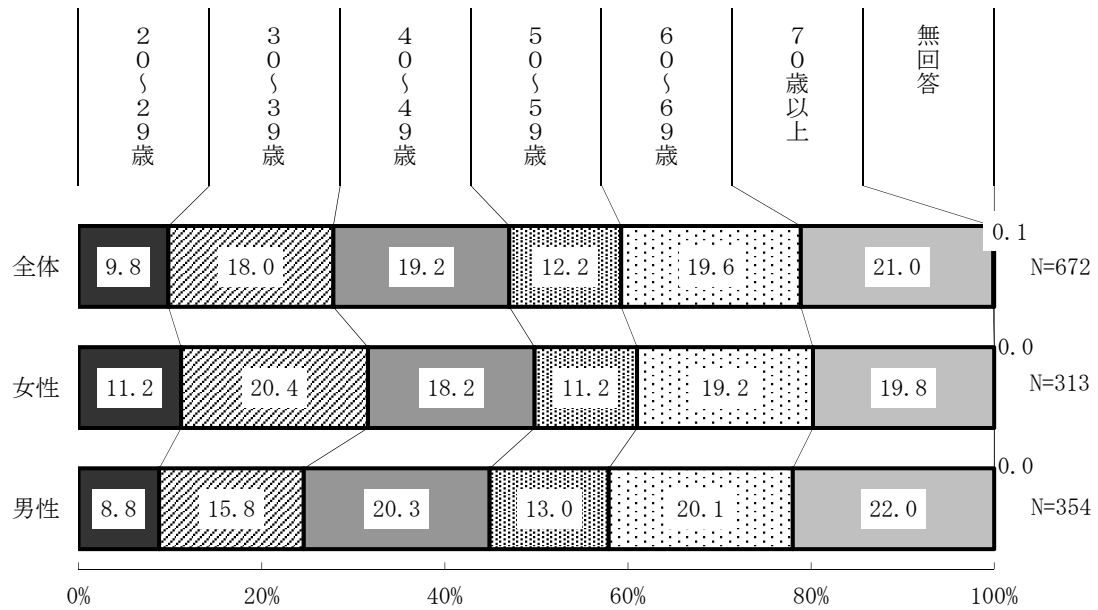 ２０～２９歳
３０～３９歳
４０～４９歳
５０～５９歳
６０～６９歳
７０歳以上
無回答
全体 9.8 18.0 19.2 12.2 19.6 21.0 0.1 N=672
女性 11.2 20.4 18.2 11.2 19.2 19.8 0.0 N=313
男性 8.8 15.8 20.3 13.0 20.1 22.0 0.0 N=354
0% 20% 40% 60% 80% 100%